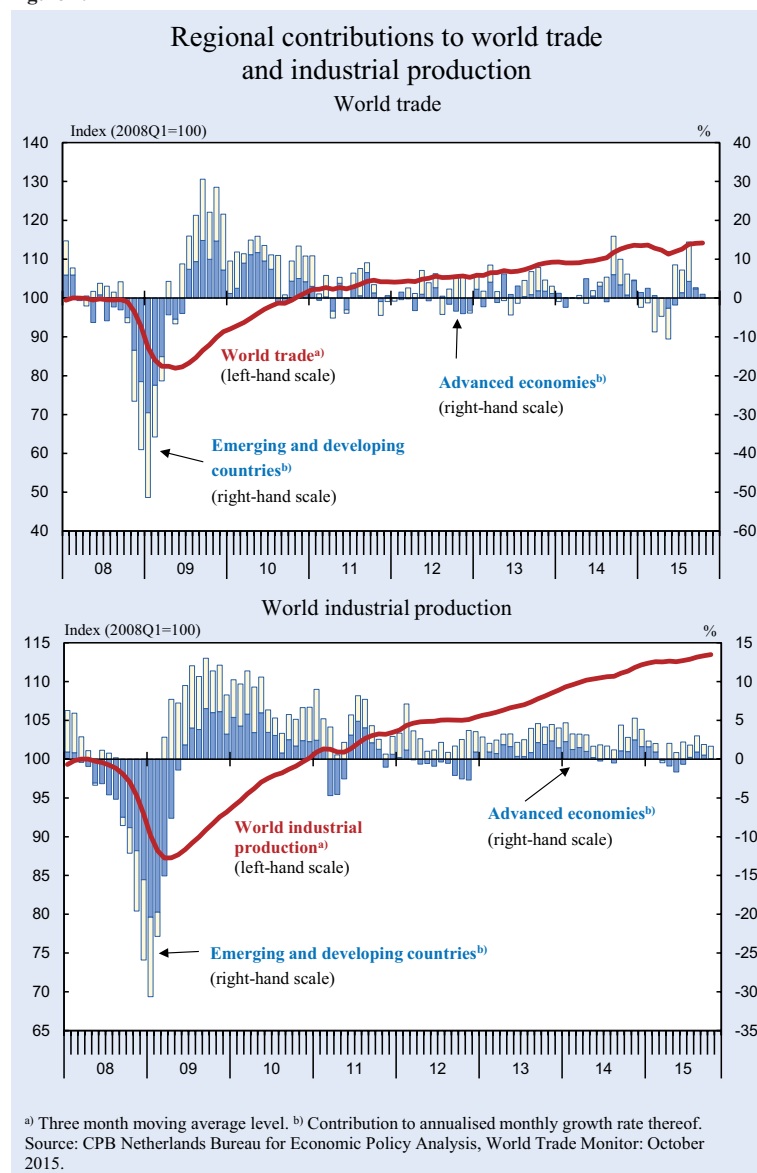 Regional contributions to world trade
and industrial production
World trade
Index (2008Q1=100)
%
140
130
120
110
100
90
80
70
60
50
40
40
30
20
10
0
-10
-20
-30
-40
-50
-60
World trade a)
(left-hand scale)
Advanced economies b)
(right-hand scale)
Emerging and developing
countries b)
(right-hand scale)
08 09 10 11 12 13 14 15
World industrial production
Index (2008Q1=100)
%
115
110
105
100
95
90
85
80
75
70
65
15
10
5
0
-5
-10
-15
-20
-25
-30
-35
Advanced economies b)
(right-hand scale)
World industrial
production a)
(left-hand scale)
Emerging and developing countries b)
(right-hand scale)
08 09 10 11 12 13 14 15
a) Three month moving average level. b) Contribution to annualised monthly growth rate thereof.
Source: CPB Netherlands Bureau for Economic Policy Analysis, World Trade Monitor: October
2015.